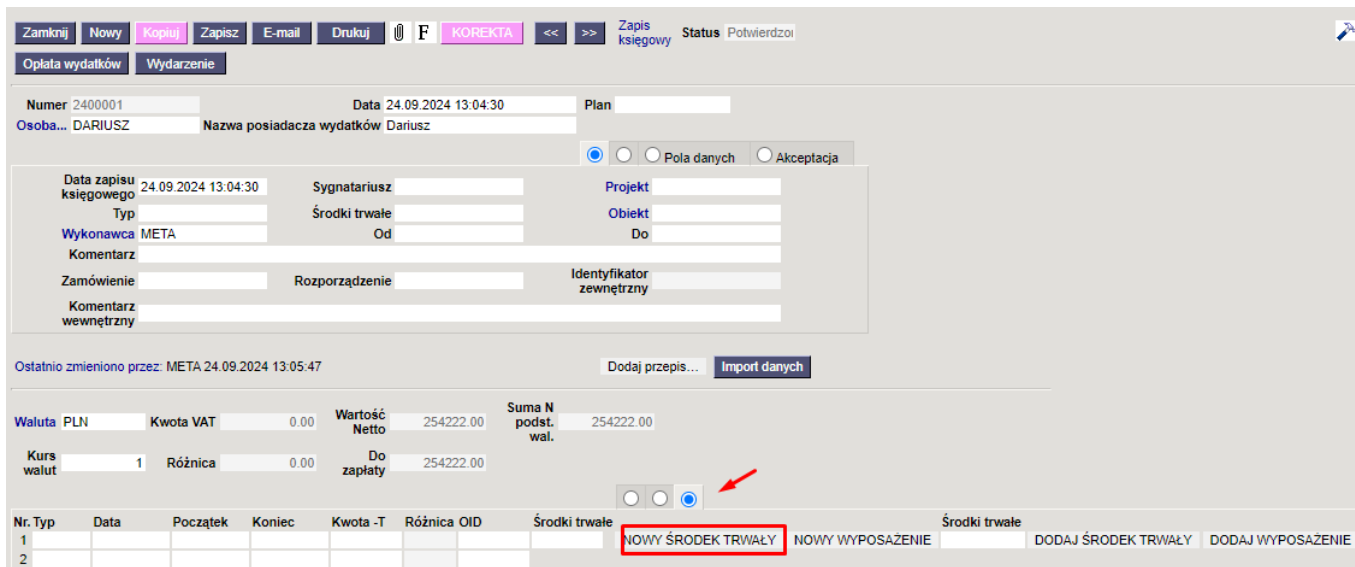 Zamknij Nowy Kopiuj Zapisz E-mail Drukuj F KOREKTA << >> Zapis księgowy Status Potwierdzor
Opłata wydatków Wydarzenie
Numer 2400001 Data 24.09.2024 13:04:30 Plan
Osoba... DARIUSZ Nazwa posiadacza wydatków Dariusz
Pola danych Akceptacja
Data zapisu księgowego 24.09.2024 13:04:30 Sygnatariusz Projekt
Typ Środki trwałe Obiekt
Wykonawca META Od Do
Komentarz
Zamówienie Rozporządzenie Identyfikator zewnętrzny
Komentarz wewnętrzny
Ostatnio zmieniono przez: META 24.09.2024 13:05:47 Dodaj przepis... Import danych
Waluta PLN Kwota VAT 0.00 Wartość Netto 254222.00 Suma N podst. wal. 254222.00
Kurs walut 1 Różnica 0.00 Do zapłaty 254222.00
Nr. Typ Data Początek Koniec Kwota -T Różnica OID Środki trwałe Środki trwałe
1 NOWY ŚRODEK TRWAŁY NOWY WYPOSAŻENIE DODAJ ŚRODEK TRWAŁY DODAJ WYPOSAŻENIE
2